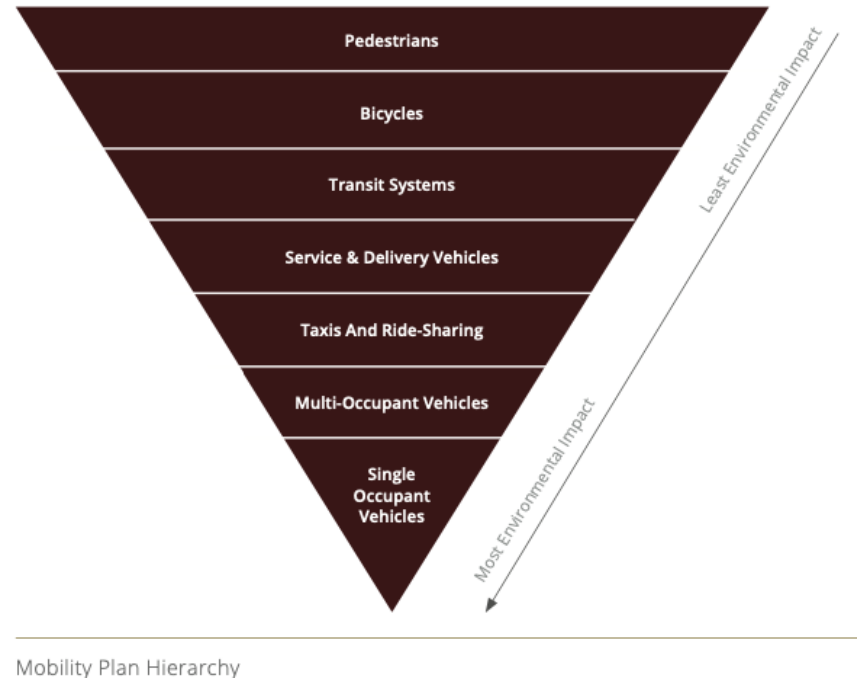 Pedestrians
Bicycles
Transit Systems
Service & Delivery Vehicles
Taxis And Ride-Sharing
Multi-Occupant Vehicles
Single
Occupant
Vehicles
Least Environmental Impact
Most Environmental Impact
Mobility Plan Hierarchy